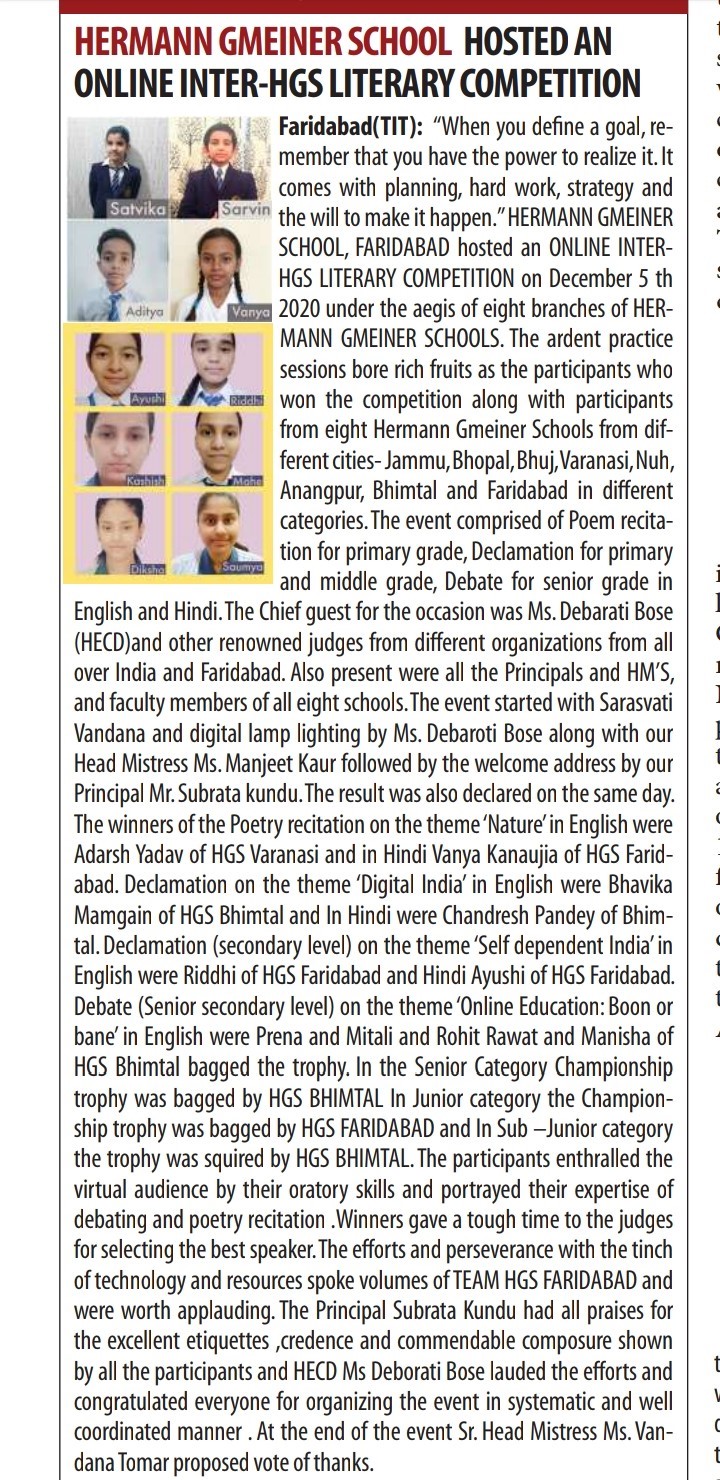 HERMANN GMEINER SCHOOL HOSTED AN
ONLINE INTER-HGS LITERARY COMPETITION
Satvika
Sarvin
Aditya
Vanya
Ayushi
Riddhi
Kashish
Mahe
Diksha
Saumya
Faridabad(TIT): “When you define a goal, re-
member that you have the power to realize it. It
comes with planning, hard work, strategy and
the will to make it happen.” HERMANN GMEINER
SCHOOL, FARIDABAD hosted an ONLINE INTER-
HGS LITERARY COMPETITION on December 5 th
2020 under the aegis of eight branches of HER-
MANN GMEINER SCHOOLS. The ardent practice
sessions bore rich fruits as the participants who
won the competition along with participants
from eight Hermann Gmeiner Schools from dif-
ferent cities- Jammu, Bhopal, Bhuj, Varanasi, Nuh,
Anangpur, Bhimtal and Faridabad in different
categories. The event comprised of Poem recita-
tion for primary grade, Declamation for primary
and middle grade, Debate for senior grade in
English and Hindi. The Chief guest for the occasion was Ms. Debarati Bose
(HECD)and other renowned judges from different organizations from all
over India and Faridabad. Also present were all the Principals and HM’S,
and faculty members of all eight schools. The event started with Sarasvati
Vandana and digital lamp lighting by Ms. Debaroti Bose along with our
Head Mistress Ms. Manjeet Kaur followed by the welcome address by our
Principal Mr. Subrata kundu. The result was also declared on the same day.
The winners of the Poetry recitation on the theme ‘Nature’ in English were
Adarsh Yadav of HGS Varanasi and in Hindi Vanya Kanaujia of HGS Farid-
abad. Declamation on the theme ‘Digital India’ in English were Bhavika
Mamgain of HGS Bhimtal and In Hindi were Chandresh Pandey of Bhim-
tal. Declamation (secondary level) on the theme ‘Self dependent India’ in
English were Riddhi of HGS Faridabad and Hindi Ayushi of HGS Faridabad.
Debate (Senior secondary level) on the theme ‘Online Education: Boon or
bane’ in English were Prena and Mitali and Rohit Rawat and Manisha of
HGS Bhimtal bagged the trophy. In the Senior Category Championship
trophy was bagged by HGS BHIMTAL In Junior category the Champion-
ship trophy was bagged by HGS FARIDABAD and In Sub –Junior category
the trophy was squired by HGS BHIMTAL. The participants enthralled the
virtual audience by their oratory skills and portrayed their expertise of
debating and poetry recitation .Winners gave a tough time to the judges
for selecting the best speaker. The efforts and perseverance with the tinch
of technology and resources spoke volumes of TEAM HGS FARIDABAD and
were worth applauding. The Principal Subrata Kundu had all praises for
the excellent etiquettes ,credence and commendable composure shown
by all the participants and HECD Ms Deborati Bose lauded the efforts and
congratulated everyone for organizing the event in systematic and well
coordinated manner . At the end of the event Sr. Head Mistress Ms. Van-
dana Tomar proposed vote of thanks.